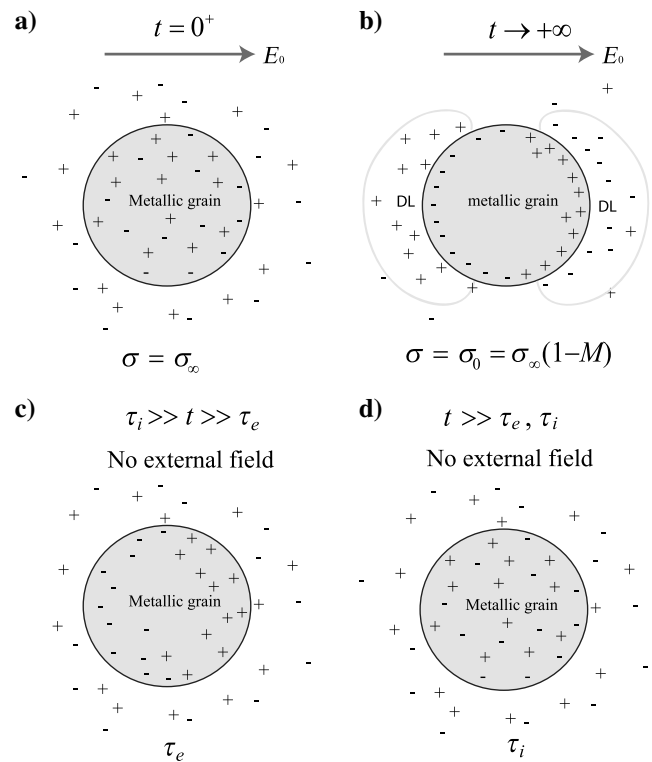 a)
t = 0⁺
E₀
Metallic grain
σ = σ∞
b)
t → +∞
E₀
DL
metallic grain
DL
σ = σ₀ = σ∞(1–M)
c)
τᵢ >> t >> τₑ
No external field
Metallic grain
τₑ
d)
t >> τₑ , τᵢ
No external field
Metallic grain
τᵢ